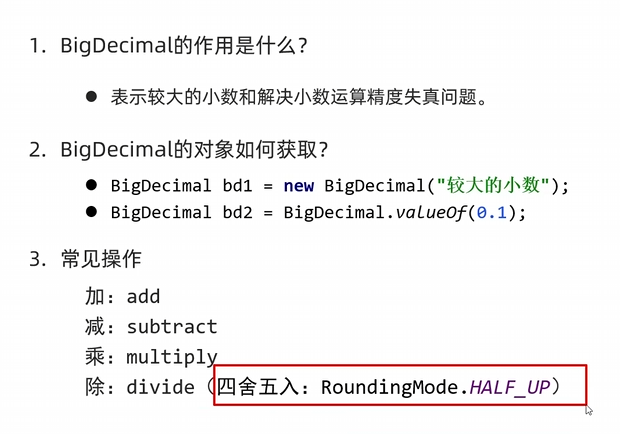 1. BigDecimal的作用是什么?
● 表示较大的小数和解决小数运算精度失真问题。
2. BigDecimal的对象如何获取?
● BigDecimal bd1 = new BigDecimal("较大的小数");
● BigDecimal bd2 = BigDecimal.valueOf(0.1);
3. 常见操作
加: add
减: subtract
乘: multiply
除: divide（四舍五入: RoundingMode.HALF_UP）